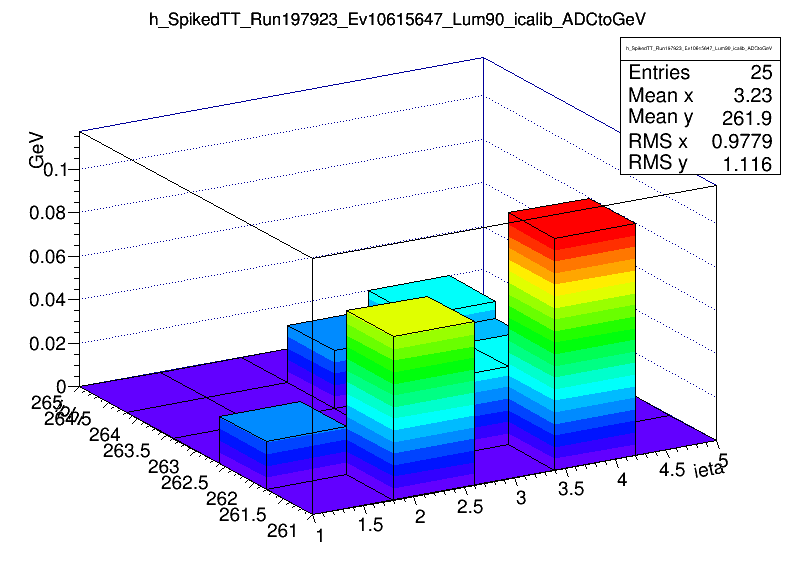 h_SpikedTT_Run197923_Ev10615647_Lum90_icalib_ADCtoGeV
h_SpikedTT_Run197923_Ev10615647_Lum90_icalib_ADCtoGeV
Entries 25
Mean x 3.23
Mean y 261.9
RMS x 0.9779
RMS y 1.116
GeV
0.1
0.08
0.06
0.04
0.02
0
265
264.5
264
263.5
263
262.5
262
261.5
261
1
1.5
2
2.5
3
3.5
4
4.5
5
ieta